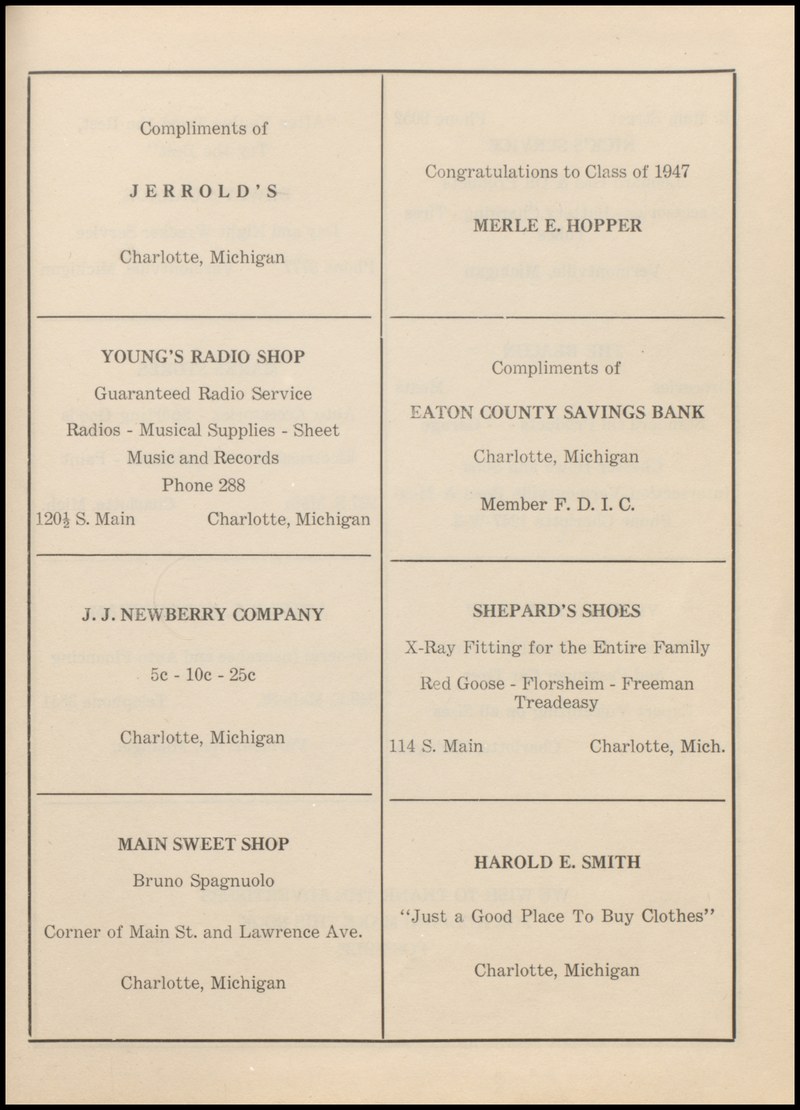 Compliments of
JERROLD'S
Charlotte, Michigan
YOUNG'S RADIO SHOP
Guaranteed Radio Service
Radios - Musical Supplies - Sheet
Music and Records
Phone 288
120½ S. Main Charlotte, Michigan
J. J. NEWBERRY COMPANY
5c - 10c - 25c
Charlotte, Michigan
MAIN SWEET SHOP
Bruno Spagnuolo
Corner of Main St. and Lawrence Ave.
Charlotte, Michigan
Congratulations to Class of 1947
MERLE E. HOPPER
Compliments of
EATON COUNTY SAVINGS BANK
Charlotte, Michigan
Member F. D. I. C.
SHEPARD'S SHOES
X-Ray Fitting for the Entire Family
Red Goose - Florsheim - Freeman
Treadeasy
114 S. Main Charlotte, Mich.
HAROLD E. SMITH
"Just a Good Place To Buy Clothes"
Charlotte, Michigan